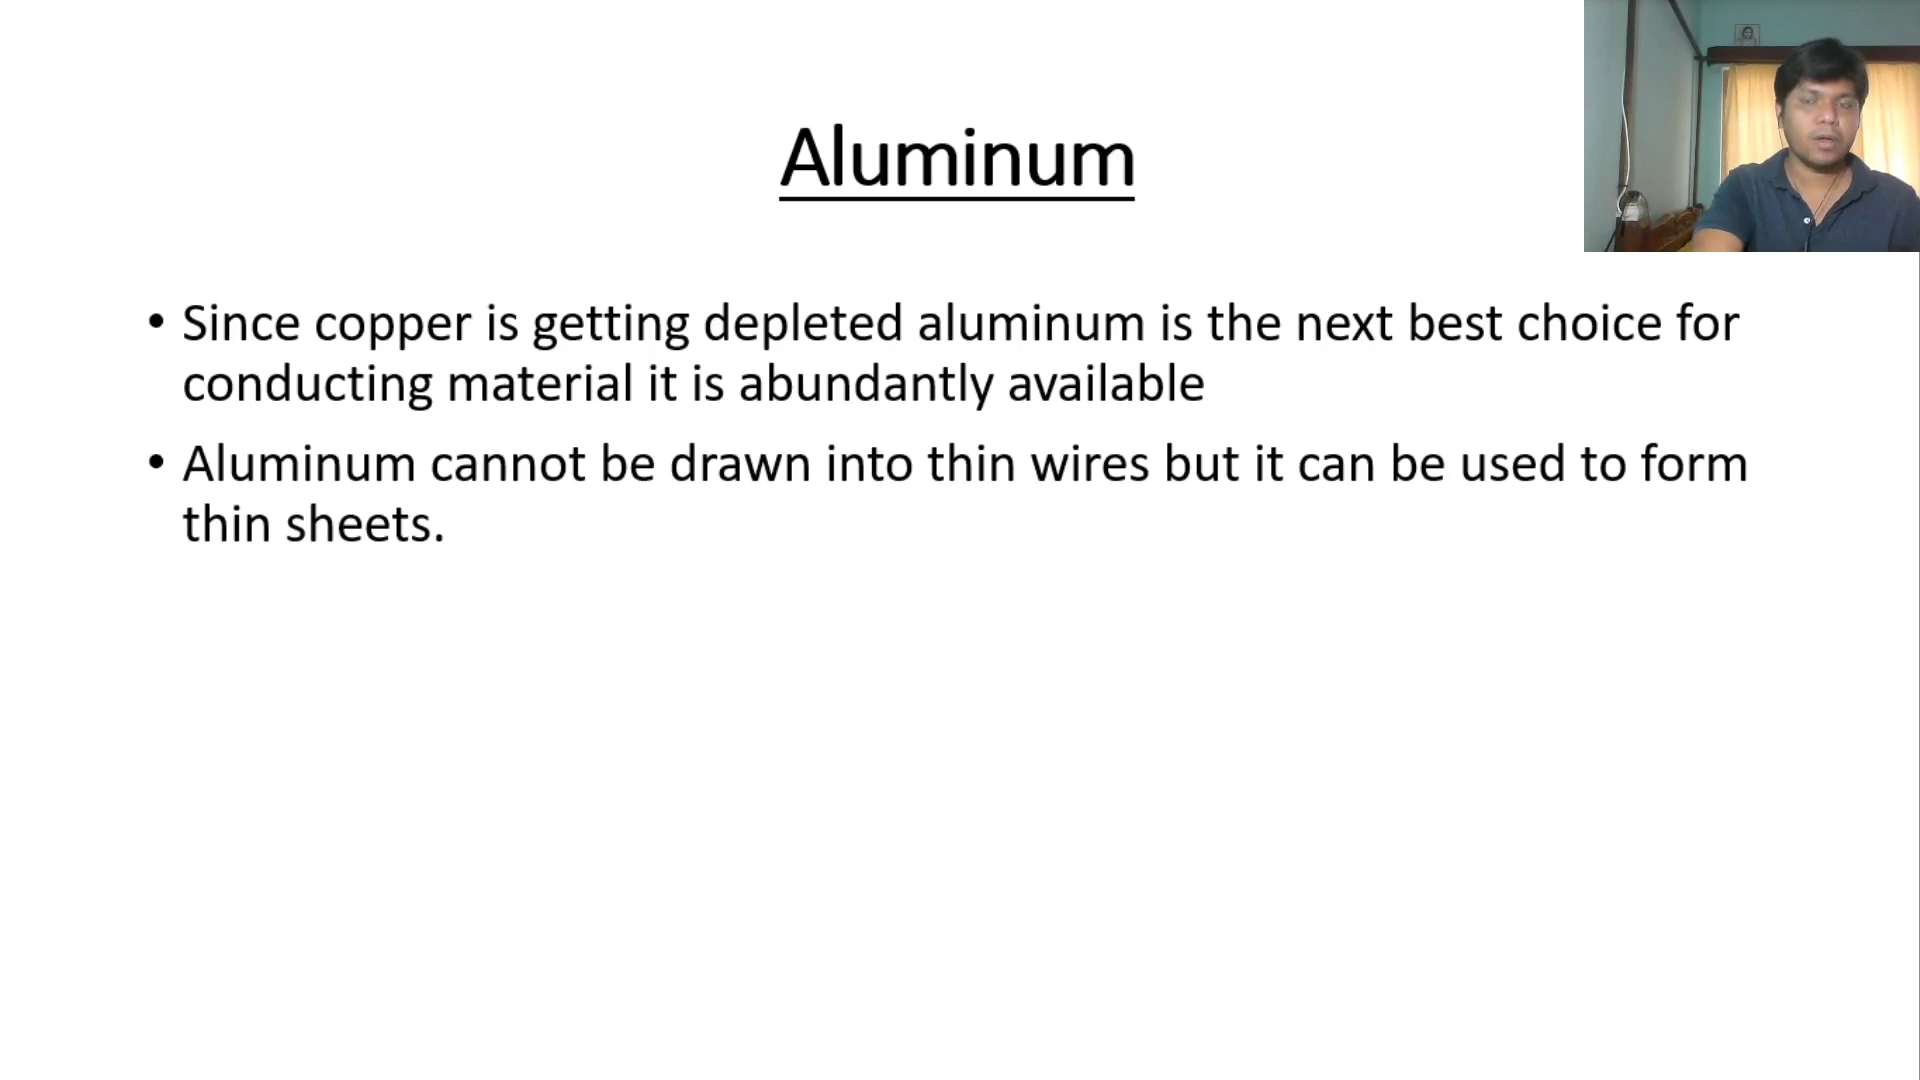 Aluminum
• Since copper is getting depleted aluminum is the next best choice for
conducting material it is abundantly available
• Aluminum cannot be drawn into thin wires but it can be used to form
thin sheets.